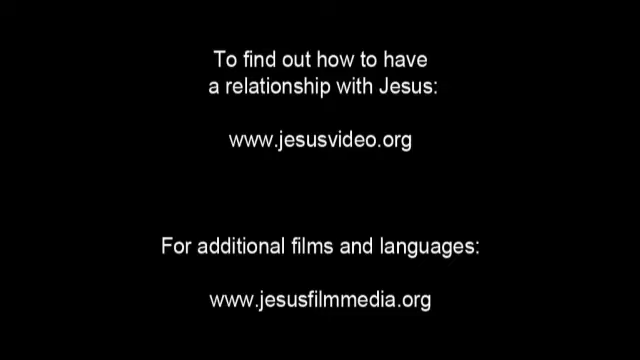 To find out how to have
a relationship with Jesus:
www.jesusvideo.org
For additional films and languages:
www.jesusfilmmedia.org